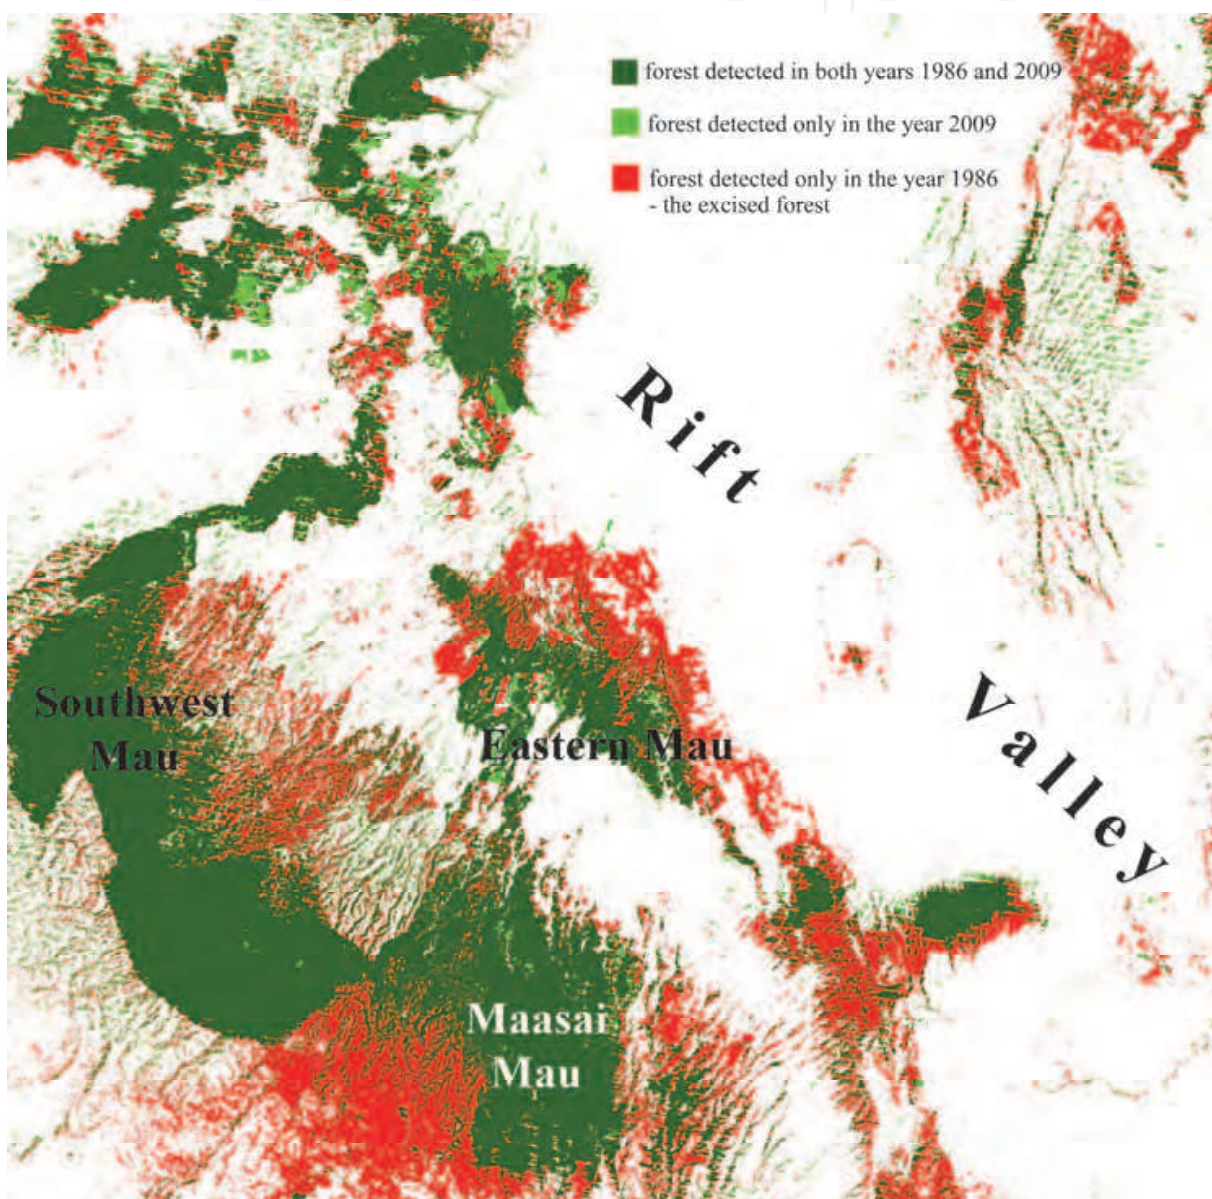 forest detected in both years 1986 and 2009
forest detected only in the year 2009
forest detected only in the year 1986
- the excised forest
Rift
Valley
Southwest
Mau
Eastern Mau
Maasai
Mau